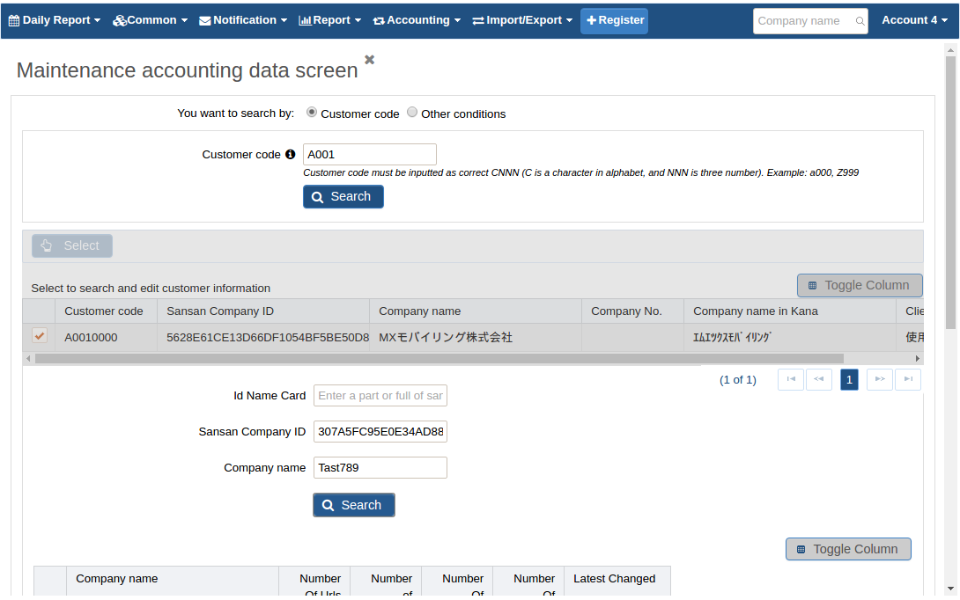 Daily Report Common Notification Report Accounting Import/Export Register Company name Account 4
Maintenance accounting data screen
You want to search by: Customer code Other conditions
Customer code A001
Customer code must be inputted as correct CNNN (C is a character in alphabet, and NNN is three number). Example: a000, Z999
Search
Select
Select to search and edit customer information Toggle Column
Customer code Sansan Company ID Company name Company No. Company name in Kana Clie
A0010000 5628E61CE13D66DF1054BF5BE50D8 MXモバイリング株式会社 ｴﾑｴﾂｸｽﾓﾊﾞｲﾘﾝｸﾞ 使用
(1 of 1) 1
Id Name Card Enter a part or full of sar
Sansan Company ID 307A5FC95E0E34AD88
Company name Tast789
Search
Toggle Column
Company name Number Number Number Number Latest Changed
Of Urls of Of Of